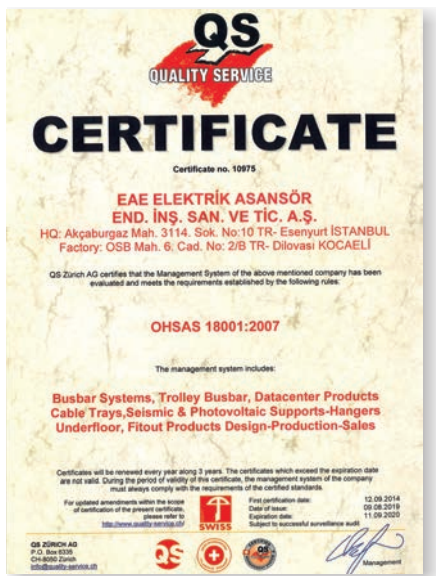 QS
QUALITY SERVICE
CERTIFICATE
Certificate no. 10975
EAE ELEKTRİK ASANSÖR
END. İNŞ. SAN. VE TİC. A.Ş.
HQ: Akçaburgaz Mah. 3114. Sok. No:10 TR- Esenyurt İSTANBUL
Factory: OSB Mah. 6. Cad. No: 2/B TR- Dilovası KOCAELİ
QS Zürich AG certifies that the Management System of the above mentioned company has been
evaluated and meets the requirements established by the following rules:
OHSAS 18001:2007
The management system includes:
Busbar Systems, Trolley Busbar, Datacenter Products
Cable Trays,Seismic & Photovoltaic Supports-Hangers
Underfloor, Fitout Products Design-Production-Sales
Certificates will be renewed every year along 3 years. The certificates which exceed the expiration date
are not valid. During the period of validity of this certificate, the management system of the company
must always comply with the requirements of the certified standards.
For updated amendments within the scope
of certification of the present certificate,
please refer to
http://www.quality-service.ch/
SWISS
First certification date: 12.09.2014
Date of issue: 09.08.2019
Expiration date: 11.09.2020
Subject to successful surveillance audit
QS ZÜRICH AG
P.O. Box 6335
CH-8050 Zürich
info@quality-service.ch
QS
Management